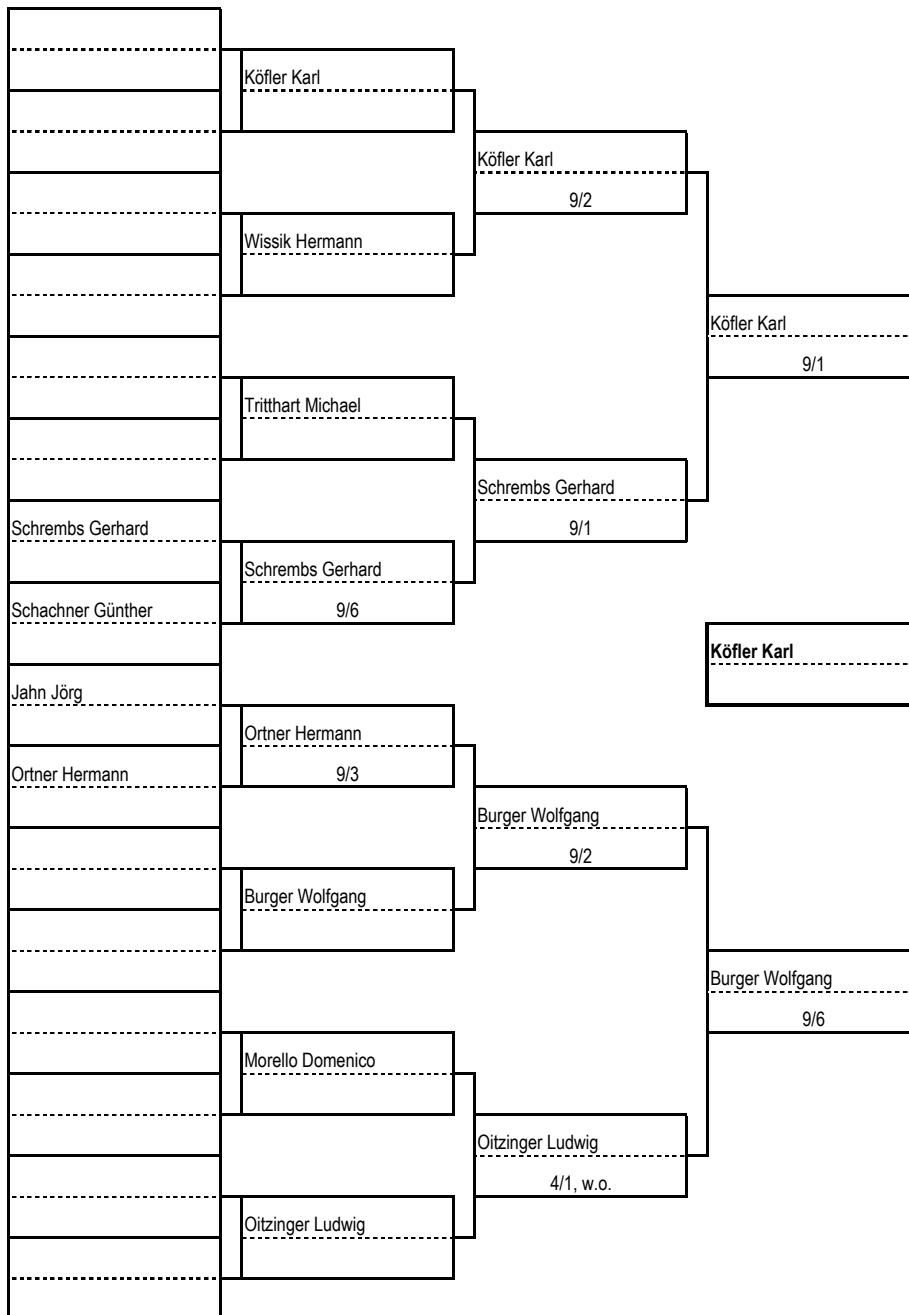 Köfler Karl
Köfler Karl
9/2
Wissik Hermann
Köfler Karl
9/1
Tritthart Michael
Schrembs Gerhard
9/1
Schrembs Gerhard
Schrembs Gerhard
9/6
Schachner Günther
Köfler Karl
Jahn Jörg
Ortner Hermann
9/3
Ortner Hermann
Burger Wolfgang
9/2
Burger Wolfgang
Burger Wolfgang
9/6
Morello Domenico
Oitzinger Ludwig
4/1, w.o.
Oitzinger Ludwig